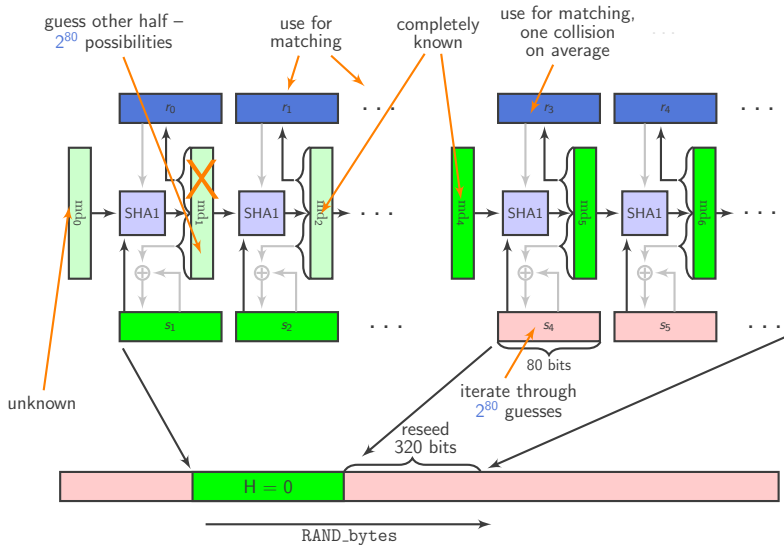 guess other half –
2^80 possibilities
use for
matching
completely
known
use for matching,
one collision
on average
. . .
r0
r1
. . .
r3
r4
. . .
md0
SHA1
md1
SHA1
md2
. . .
md4
SHA1
md5
SHA1
md6
. . .
s1
s2
. . .
s4
s5
. . .
80 bits
unknown
iterate through
2^80 guesses
reseed
320 bits
H = 0
RAND_bytes